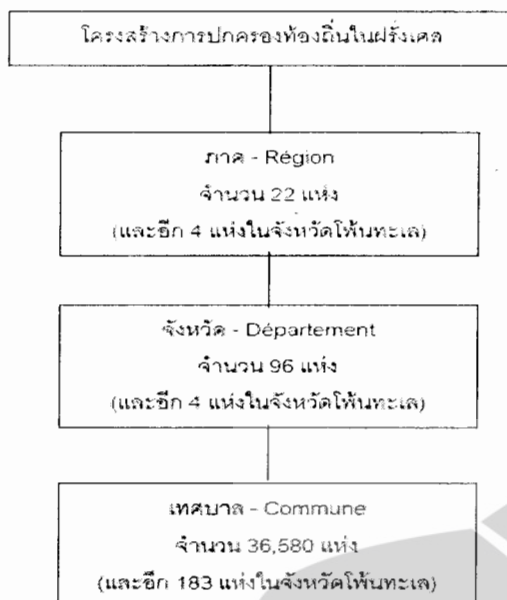 โครงสร้างการปกครองท้องถิ่นในฝรั่งเศส
ภาค - Région
จำนวน 22 แห่ง
(และอีก 4 แห่งในจังหวัดโพ้นทะเล)
จังหวัด - Département
จำนวน 96 แห่ง
(และอีก 4 แห่งในจังหวัดโพ้นทะเล)
เทศบาล - Commune
จำนวน 36,580 แห่ง
(และอีก 183 แห่งในจังหวัดโพ้นทะเล)